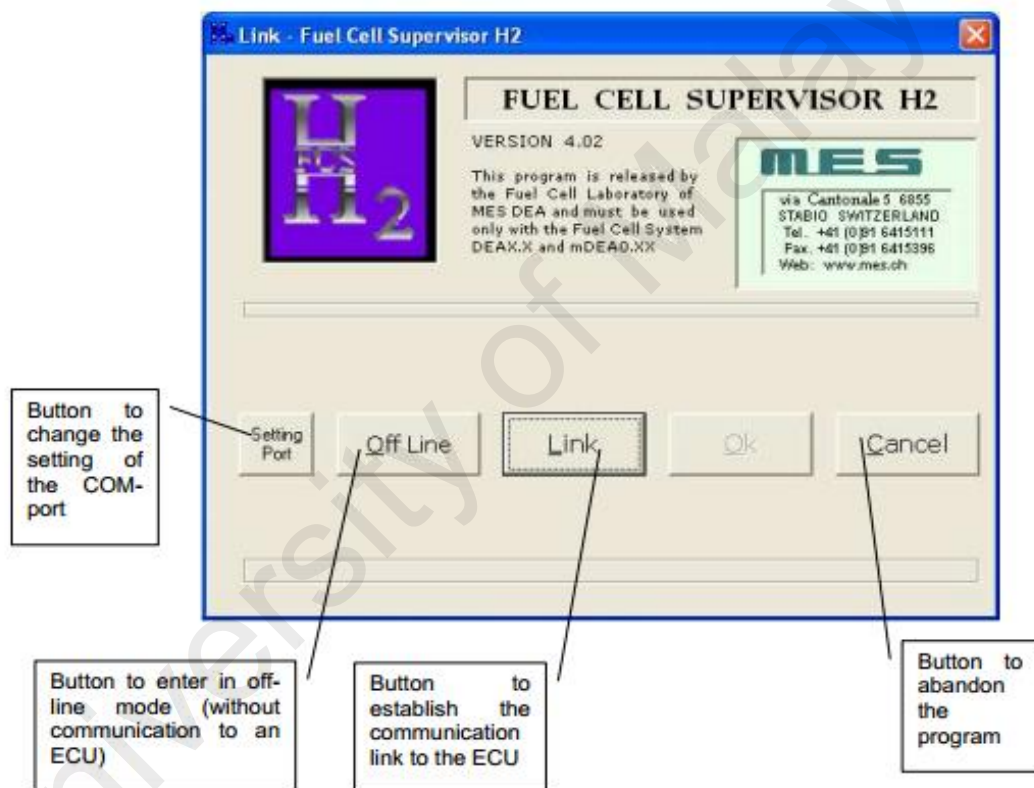 Link - Fuel Cell Supervisor H2
H
FCS
H2
FUEL CELL SUPERVISOR H2
VERSION 4.02
This program is released by
the Fuel Cell Laboratory of
MES DEA and must be used
only with the Fuel Cell System
DEAX.X and mDEA0.XX
MES
via Cantonale 5 6855
STABIO SWITZERLAND
Tel. +41 (0)91 6415111
Fax. +41 (0)91 6415396
Web: www.mes.ch
Button to
change the
setting of
the COM-
port
Setting
Port
Off Line
Link
Ok
Cancel
Button to enter in off-
line mode (without
communication to an
ECU)
Button to
establish the
communication
link to the ECU
Button to
abandon
the
program
University of Malay